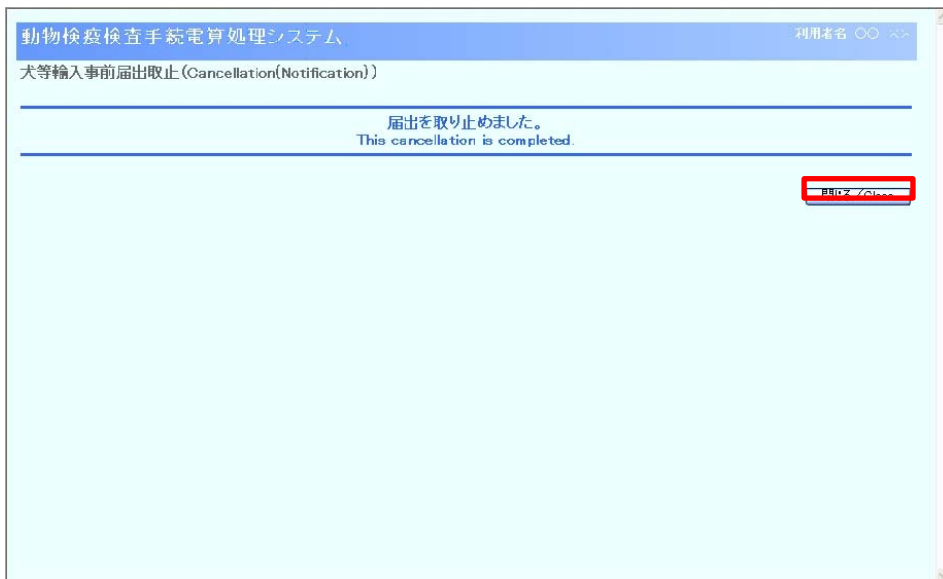 動物検疫検査手続電算処理システム
利用者名 〇〇
犬等輸入事前届出取止(Cancellation(Notification))
届出を取り止めました。
This cancellation is completed.
閉じる/Close